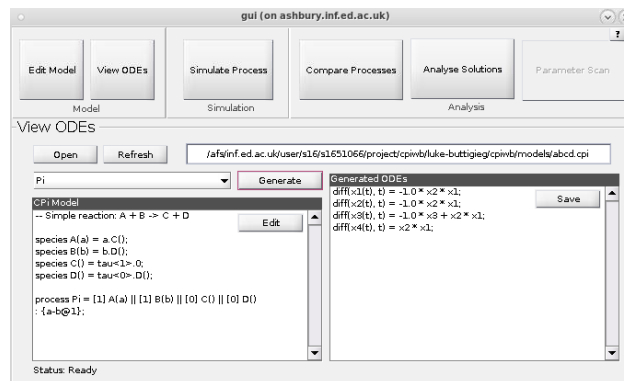 gui (on ashbury.inf.ed.ac.uk)
?
Edit Model
View ODEs
Simulate Process
Compare Processes
Analyse Solutions
Parameter Scan
Model
Simulation
Analysis
View ODEs
Open
Refresh
/afs/inf.ed.ac.uk/user/s16/s1651066/project/cpiwb/luke-buttigieg/cpiwb/models/abcd.cpi
Pi
Generate
CPi Model
-- Simple reaction: A + B -> C + D
Edit
species A(a) = a.C();
species B(b) = b.D();
species C() = tau<1>.0;
species D() = tau<0>.D();
process Pi = [1] A(a) || [1] B(b) || [0] C() || [0] D()
: {a-b@1};
Generated ODEs
diff(x1(t), t) = -1.0 * x2 * x1;
diff(x2(t), t) = -1.0 * x2 * x1;
diff(x3(t), t) = -1.0 * x3 + x2 * x1;
diff(x4(t), t) = x2 * x1;
Save
Status: Ready